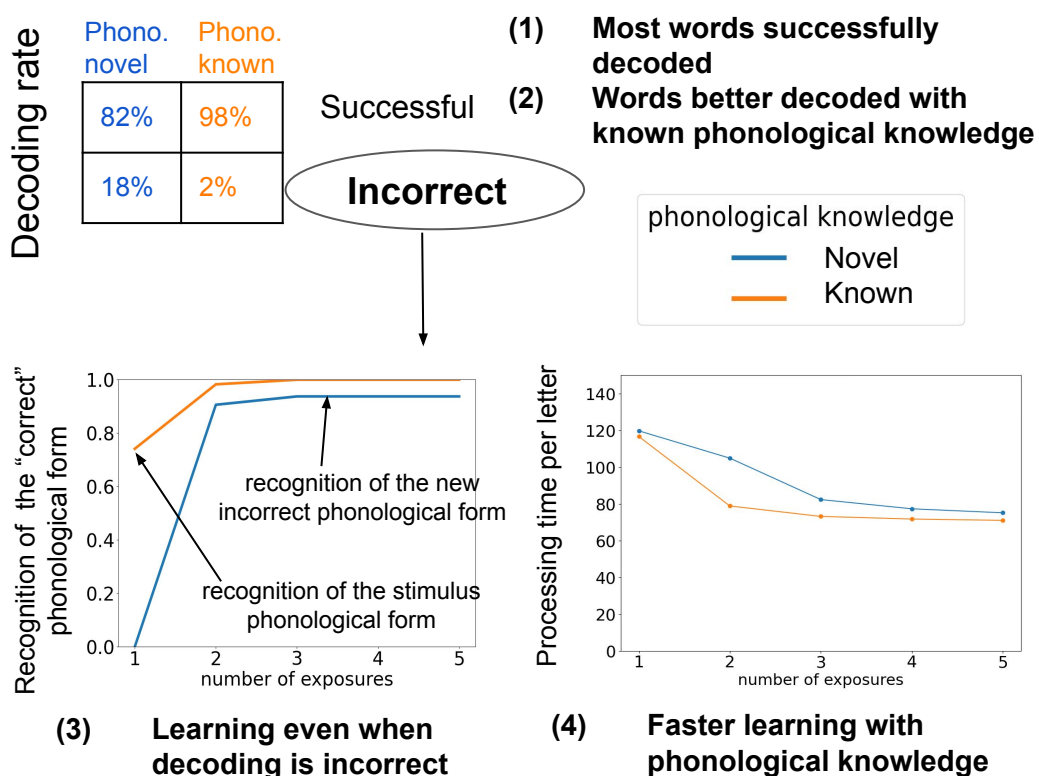 Decoding rate
Phono. novel
Phono. known
82%
98%
Successful
18%
2%
Incorrect
(1) Most words successfully
decoded
(2) Words better decoded with
known phonological knowledge
phonological knowledge
Novel
Known
Recognition of the "correct"
phonological form
1.0
0.8
0.6
0.4
0.2
0.0
recognition of the new
incorrect phonological form
recognition of the stimulus
phonological form
1 2 3 4 5
number of exposures
Processing time per letter
140
120
100
80
60
40
20
0
1 2 3 4 5
number of exposures
(3) Learning even when
decoding is incorrect
(4) Faster learning with
phonological knowledge